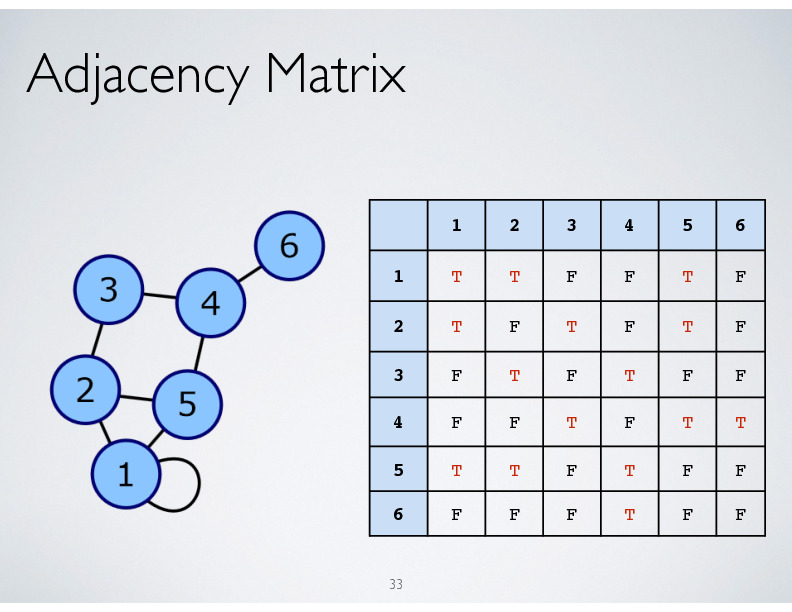 Adjacency Matrix
6
3
4
2
5
1
1 2 3 4 5 6
1 T T F F T F
2 T F T F T F
3 F T F T F F
4 F F T F T T
5 T T F T F F
6 F F F T F F
33